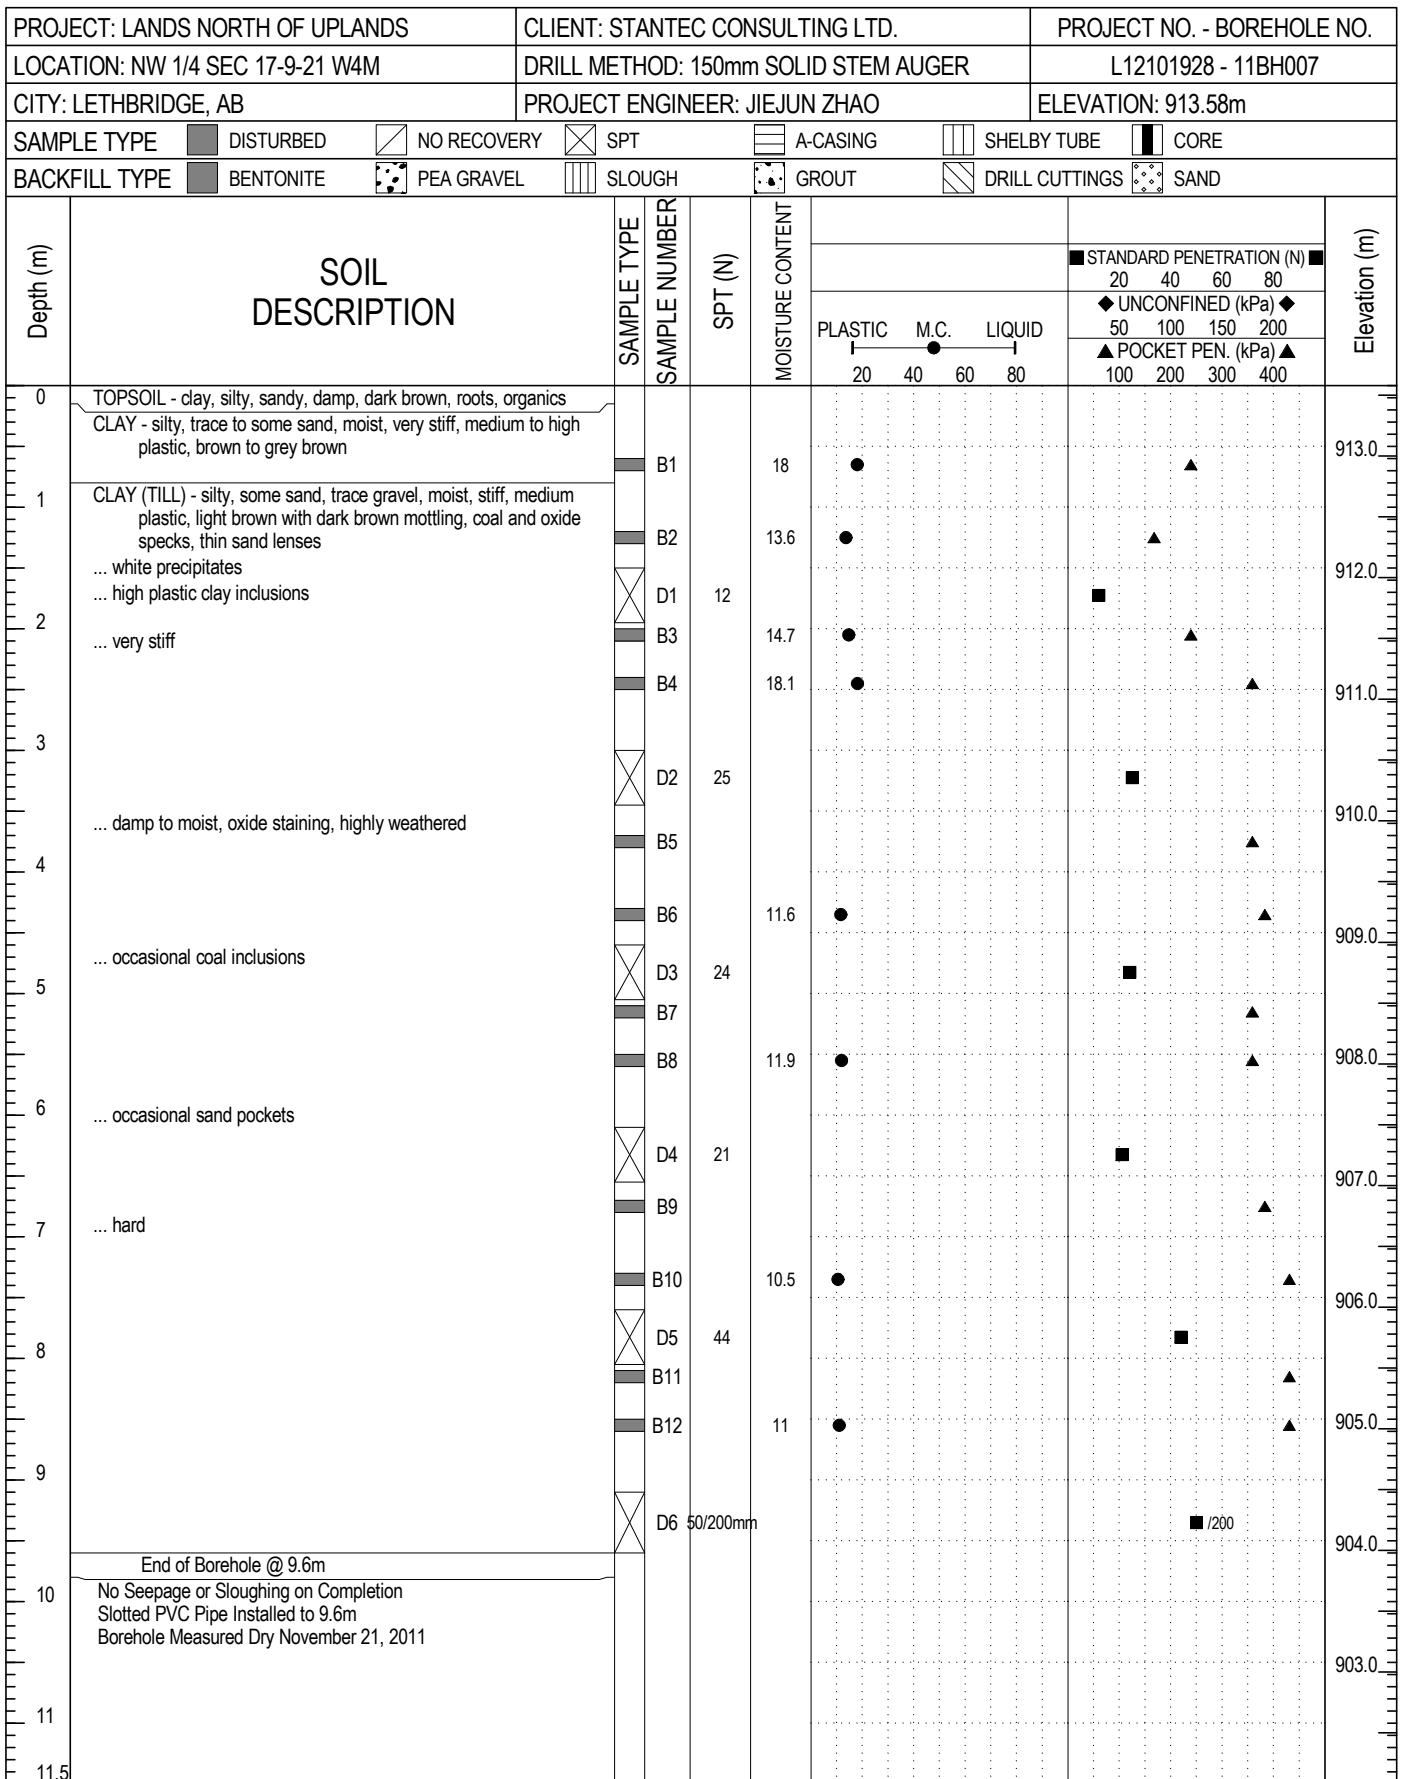 PROJECT: LANDS NORTH OF UPLANDS CLIENT: STANTEC CONSULTING LTD. PROJECT NO. - BOREHOLE NO.
LOCATION: NW 1/4 SEC 17-9-21 W4M DRILL METHOD: 150mm SOLID STEM AUGER L12101928 - 11BH007
CITY: LETHBRIDGE, AB PROJECT ENGINEER: JIEJUN ZHAO ELEVATION: 913.58m
SAMPLE TYPE DISTURBED NO RECOVERY SPT A-CASING SHELBY TUBE CORE
BACKFILL TYPE BENTONITE PEA GRAVEL SLOUGH GROUT DRILL CUTTINGS SAND
Depth (m)
SOIL
DESCRIPTION
SAMPLE TYPE
SAMPLE NUMBER
SPT (N)
MOISTURE CONTENT
PLASTIC M.C. LIQUID
20 40 60 80
STANDARD PENETRATION (N)
20 40 60 80
UNCONFINED (kPa)
50 100 150 200
POCKET PEN. (kPa)
100 200 300 400
Elevation (m)
0 TOPSOIL - clay, silty, sandy, damp, dark brown, roots, organics
CLAY - silty, trace to some sand, moist, very stiff, medium to high
plastic, brown to grey brown
913.0
B1 18
1 CLAY (TILL) - silty, some sand, trace gravel, moist, stiff, medium
plastic, light brown with dark brown mottling, coal and oxide
specks, thin sand lenses
B2 13.6
... white precipitates
912.0
... high plastic clay inclusions D1 12
2
... very stiff B3 14.7
B4 18.1 911.0
3
D2 25
... damp to moist, oxide staining, highly weathered 910.0
B5
4
B6 11.6
909.0
... occasional coal inclusions D3 24
5
B7
B8 11.9 908.0
6
... occasional sand pockets
D4 21
907.0
B9
7 ... hard
B10 10.5
906.0
D5 44
8
B11
B12 11 905.0
9
D6 50/200mm /200
904.0
End of Borehole @ 9.6m
10 No Seepage or Sloughing on Completion
Slotted PVC Pipe Installed to 9.6m
Borehole Measured Dry November 21, 2011
903.0
11
11.5